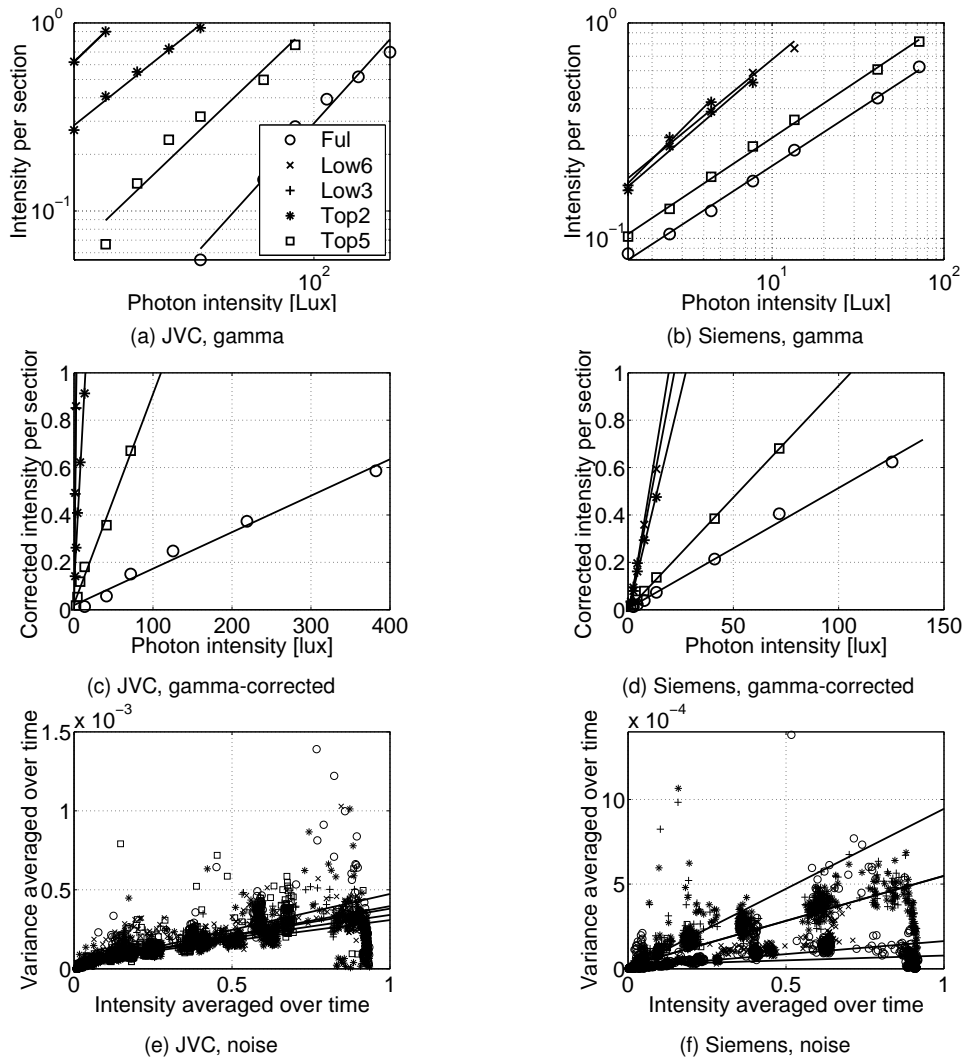 10^0
10^-1
10^2
Intensity per section
Photon intensity [Lux]
Ful
Low6
Low3
Top2
Top5
(a) JVC, gamma
10^0
10^-1
10^1
10^2
Intensity per section
Photon intensity [Lux]
(b) Siemens, gamma
1
0.8
0.6
0.4
0.2
0
0 100 200 300 400
Corrected intensity per section
Photon intensity [lux]
(c) JVC, gamma-corrected
1
0.8
0.6
0.4
0.2
0
0 50 100 150
Corrected intensity per section
Photon intensity [lux]
(d) Siemens, gamma-corrected
x 10^-3
1.5
1
0.5
0
0 0.5 1
Variance averaged over time
Intensity averaged over time
(e) JVC, noise
x 10^-4
10
5
0
0 0.5 1
Variance averaged over time
Intensity averaged over time
(f) Siemens, noise